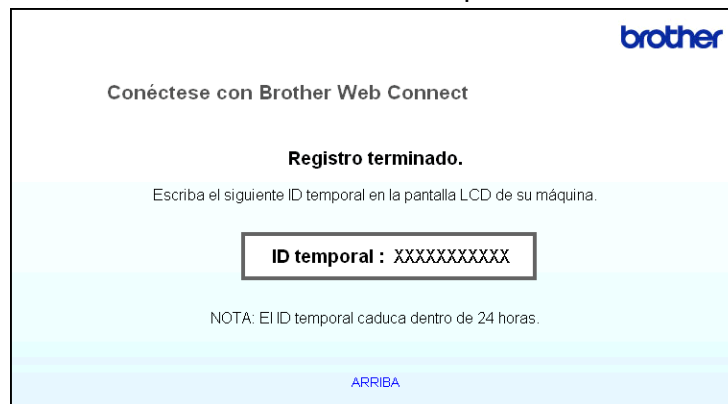 brother
Conéctese con Brother Web Connect
Registro terminado.
Escriba el siguiente ID temporal en la pantalla LCD de su máquina.
ID temporal : XXXXXXXXXXX
NOTA: El ID temporal caduca dentro de 24 horas.
ARRIBA